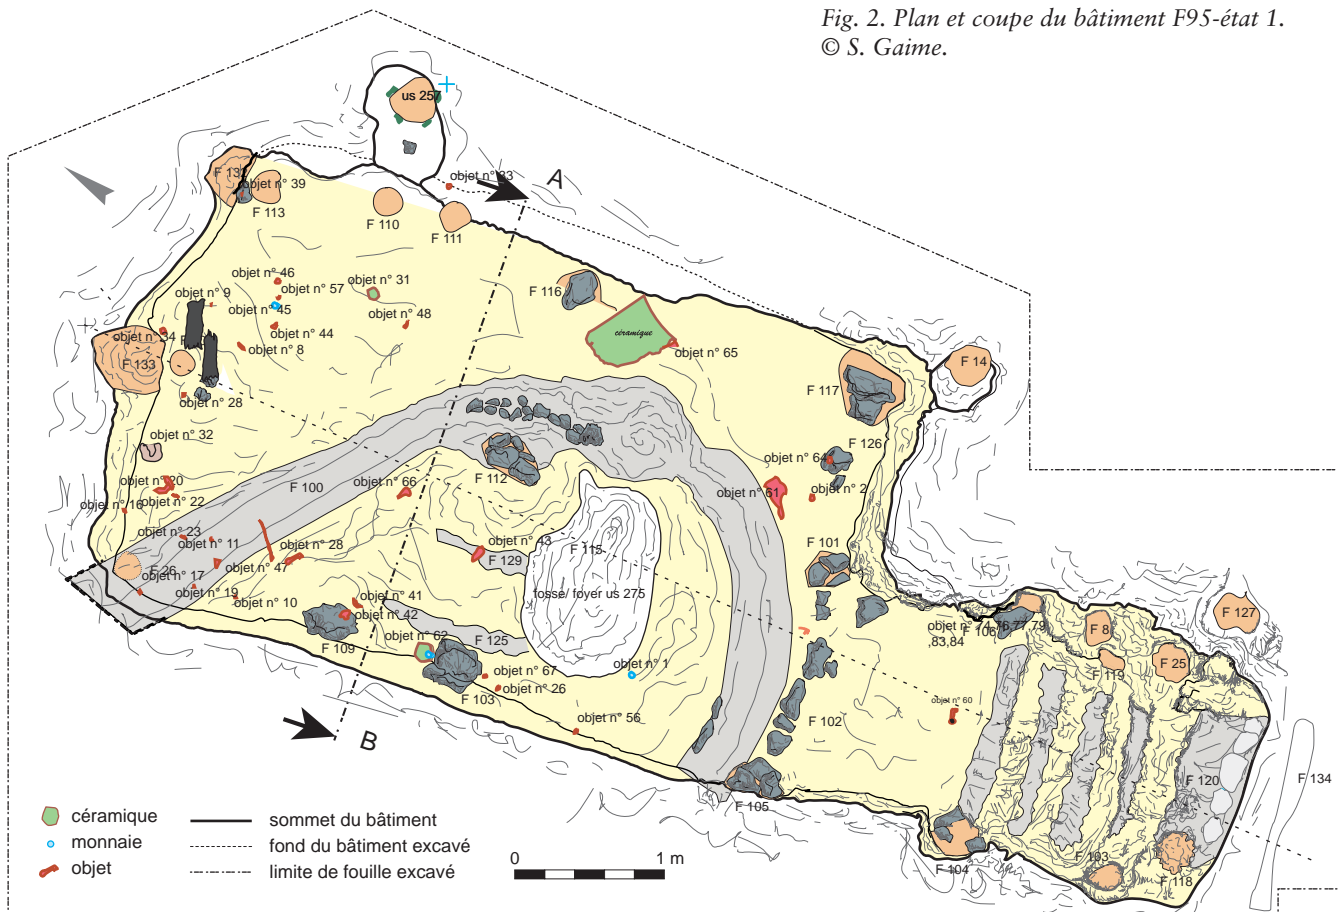 Fig. 2. Plan et coupe du bâtiment F95-état 1.
© S. Gaime.
us 257
A
objet n° 33
F 132
objet n° 39
F 113
F 110
F 111
objet n° 46
objet n° 57
objet n° 31
objet n° 9
objet n° 45
objet n° 44
objet n° 48
objet n° 34
objet n° 8
F 133
F 116
céramique
objet n° 65
F 14
F 117
objet n° 28
objet n° 32
F 126
objet n° 64
objet n° 61
objet n° 2
F 112
objet n° 66
F 100
objet n° 20
objet n° 22
objet n° 16
objet n° 23
objet n° 11
objet n° 28
objet n° 43
F 129
F 115
F 101
F 26
objet n° 17
objet n° 47
objet n° 19
objet n° 10
objet n° 41
objet n° 42
fosse/ foyer us 275
F 109
objet n° 62
F 125
objet n° 1
objet n° 67
objet n° 26
F 103
objet n° 56
B
objet n° 74,76,77,79
,83,84
F 106
F 8
F 127
F 25
F 119
objet n° 60
F 102
F 120
F 134
F 105
F 104
F 103
F 118
céramique
monnaie
objet
sommet du bâtiment
fond du bâtiment excavé
limite de fouille excavé
0
1 m